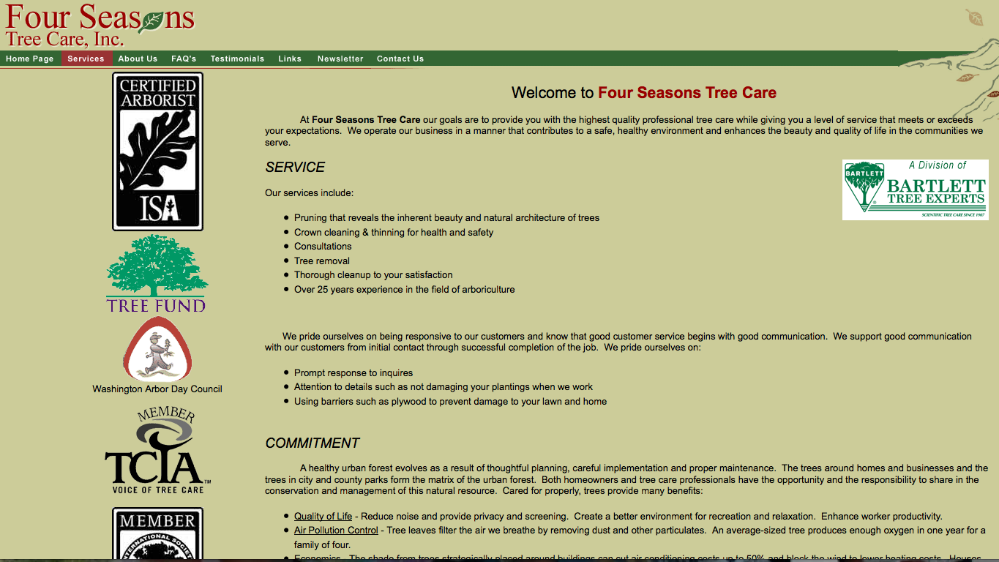 Four Seasons
Tree Care, Inc.
Home Page Services About Us FAQ's Testimonials Links Newsletter Contact Us
CERTIFIED
ARBORIST
ISA
TREE FUND
Washington Arbor Day Council
MEMBER
TCIA™
VOICE OF TREE CARE
MEMBER
INTERNATIONAL SOCIETY
Welcome to Four Seasons Tree Care
At Four Seasons Tree Care our goals are to provide you with the highest quality professional tree care while giving you a level of service that meets or exceeds
your expectations. We operate our business in a manner that contributes to a safe, healthy environment and enhances the beauty and quality of life in the communities we
serve.
SERVICE
A Division of
BARTLETT
BARTLETT
TREE EXPERTS
SCIENTIFIC TREE CARE SINCE 1907
Our services include:
• Pruning that reveals the inherent beauty and natural architecture of trees
• Crown cleaning & thinning for health and safety
• Consultations
• Tree removal
• Thorough cleanup to your satisfaction
• Over 25 years experience in the field of arboriculture
We pride ourselves on being responsive to our customers and know that good customer service begins with good communication. We support good communication
with our customers from initial contact through successful completion of the job. We pride ourselves on:
• Prompt response to inquires
• Attention to details such as not damaging your plantings when we work
• Using barriers such as plywood to prevent damage to your lawn and home
COMMITMENT
A healthy urban forest evolves as a result of thoughtful planning, careful implementation and proper maintenance. The trees around homes and businesses and the
trees in city and county parks form the matrix of the urban forest. Both homeowners and tree care professionals have the opportunity and the responsibility to share in the
conservation and management of this natural resource. Cared for properly, trees provide many benefits:
• Quality of Life - Reduce noise and provide privacy and screening. Create a better environment for recreation and relaxation. Enhance worker productivity.
• Air Pollution Control - Tree leaves filter the air we breathe by removing dust and other particulates. An average-sized tree produces enough oxygen in one year for a
family of four.
• Economics - The shade from trees strategically placed around buildings can cut air conditioning costs up to 50% and block the wind to lower heating costs. Houses